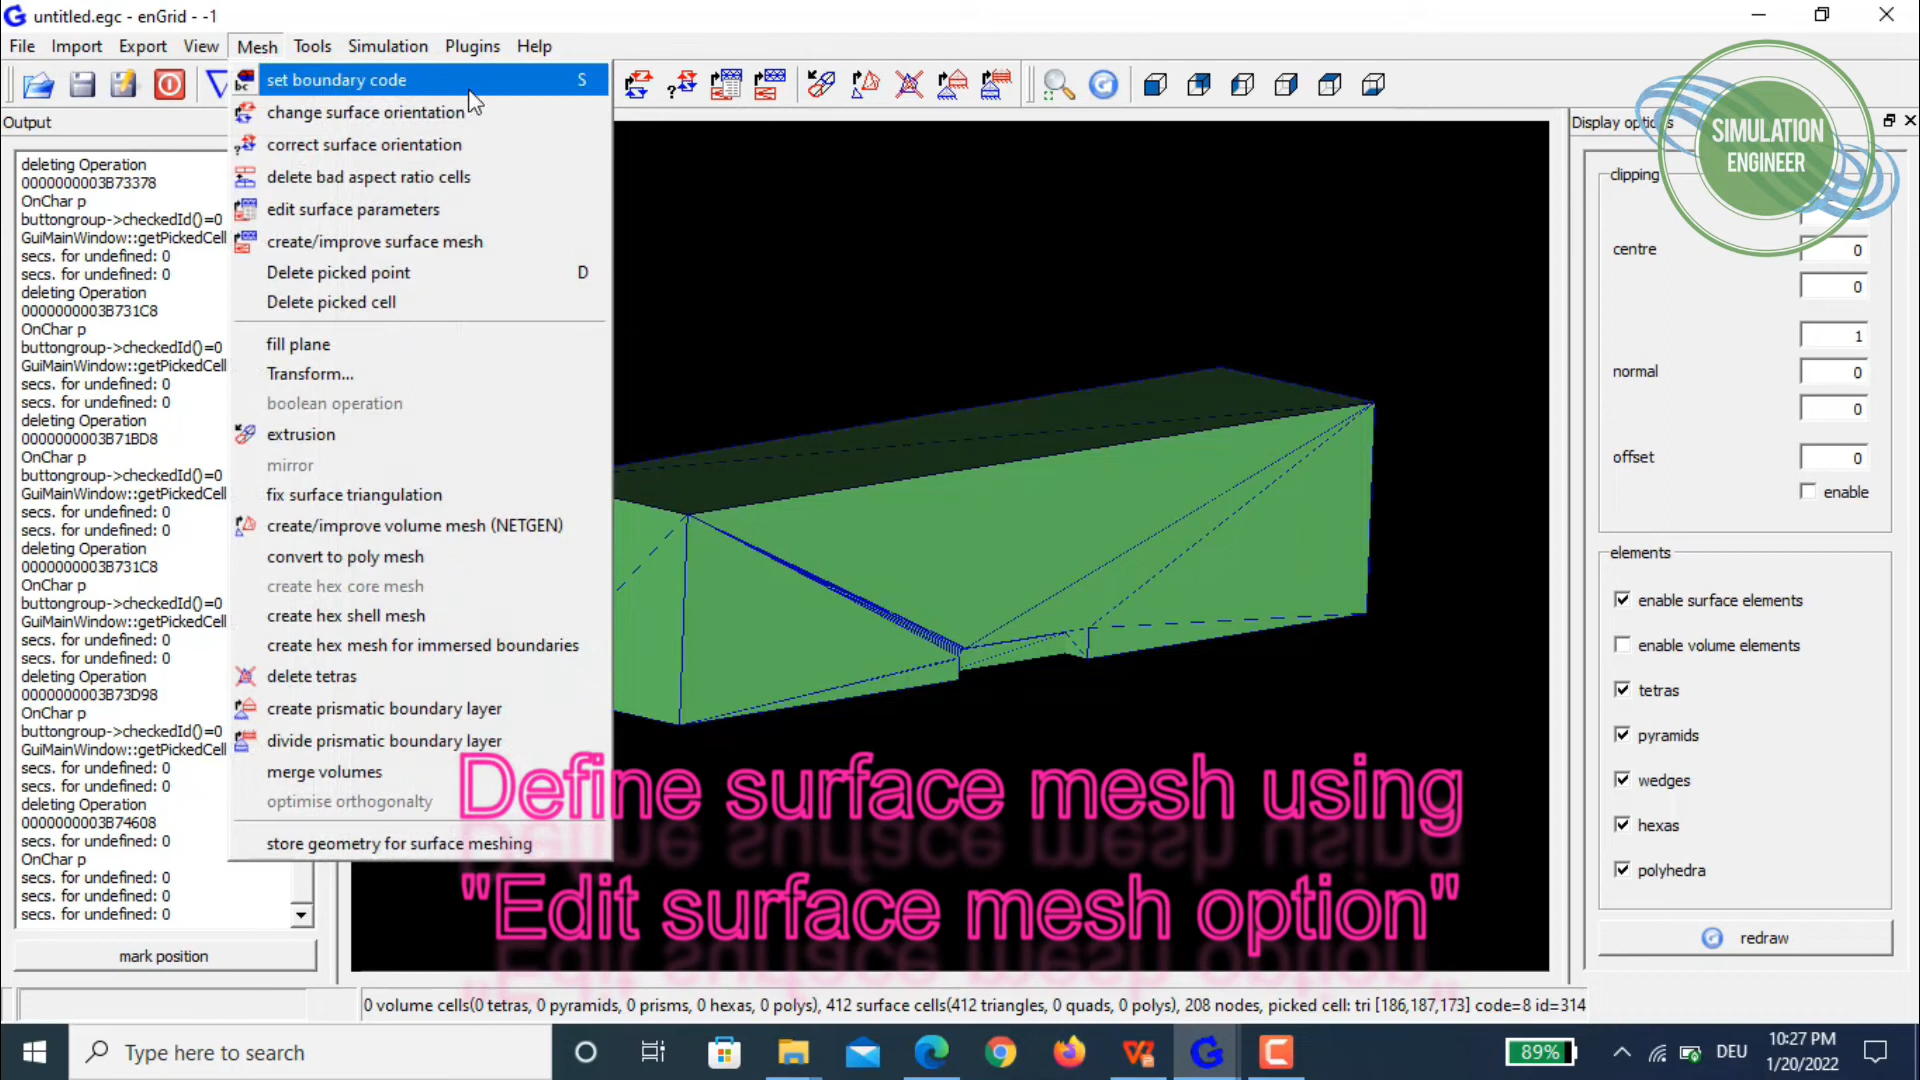 untitled.egc - enGrid - -1
File Import Export View Mesh Tools Simulation Plugins Help
Output
deleting Operation
0000000003B73378
OnChar p
buttongroup->checkedId()=0
GuiMainWindow::getPickedCell
secs. for undefined: 0
secs. for undefined: 0
deleting Operation
0000000003B731C8
OnChar p
buttongroup->checkedId()=0
GuiMainWindow::getPickedCell
secs. for undefined: 0
secs. for undefined: 0
deleting Operation
0000000003B71BD8
OnChar p
buttongroup->checkedId()=0
GuiMainWindow::getPickedCell
secs. for undefined: 0
secs. for undefined: 0
deleting Operation
0000000003B731C8
OnChar p
buttongroup->checkedId()=0
GuiMainWindow::getPickedCell
secs. for undefined: 0
secs. for undefined: 0
deleting Operation
0000000003B73D98
OnChar p
buttongroup->checkedId()=0
GuiMainWindow::getPickedCell
secs. for undefined: 0
secs. for undefined: 0
deleting Operation
0000000003B74608
secs. for undefined: 0
OnChar p
secs. for undefined: 0
secs. for undefined: 0
secs. for undefined: 0
mark position
set boundary code S
change surface orientation
correct surface orientation
delete bad aspect ratio cells
edit surface parameters
create/improve surface mesh
Delete picked point D
Delete picked cell
fill plane
Transform...
boolean operation
extrusion
mirror
fix surface triangulation
create/improve volume mesh (NETGEN)
convert to poly mesh
create hex core mesh
create hex shell mesh
create hex mesh for immersed boundaries
delete tetras
create prismatic boundary layer
divide prismatic boundary layer
merge volumes
optimise orthogonalty
store geometry for surface meshing
Define surface mesh using
"Edit surface mesh option"
Display options
SIMULATION
ENGINEER
clipping
centre 0
0
1
normal 0
0
offset 0
enable
elements
enable surface elements
enable volume elements
tetras
pyramids
wedges
hexas
polyhedra
redraw
0 volume cells(0 tetras, 0 pyramids, 0 prisms, 0 hexas, 0 polys), 412 surface cells(412 triangles, 0 quads, 0 polys), 208 nodes, picked cell: tri [186,187,173] code=8 id=314
Type here to search
89%
DEU
10:27 PM
1/20/2022